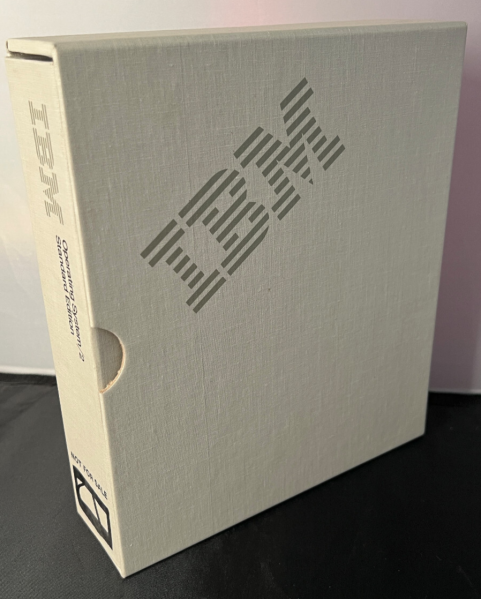 IBM
Operating System/2
Standard Edition
NOT FOR SALE
IBM